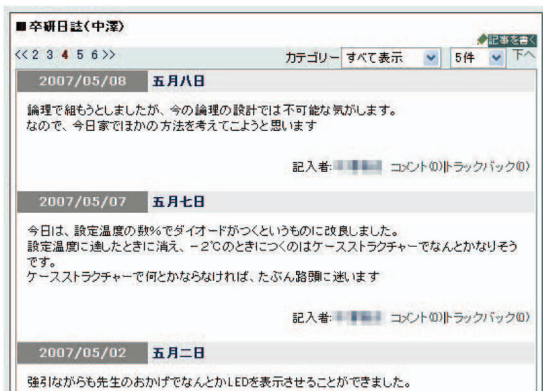 ■卒研日誌(中澤)
記事を書く
<<2 3 4 5 6>> カテゴリー すべて表示 5件 下へ
2007/05/08 五月八日
論理で組もうとしましたが、今の論理の設計では不可能な気がします。
なので、今日家でほかの方法を考えてこようと思います
記入者: コメント(0)|トラックバック(0)
2007/05/07 五月七日
今日は、設定温度の数%でダイオードがつくというものに改良しました。
設定温度に達したときに消え、-2℃のときにつくのはケースストラクチャーでなんとかなりそう
です。
ケースストラクチャーで何とかならなければ、たぶん路頭に迷います
記入者: コメント(0)|トラックバック(0)
2007/05/02 五月二日
強引ながらも先生のおかげでなんとかLEDを表示させることができました。